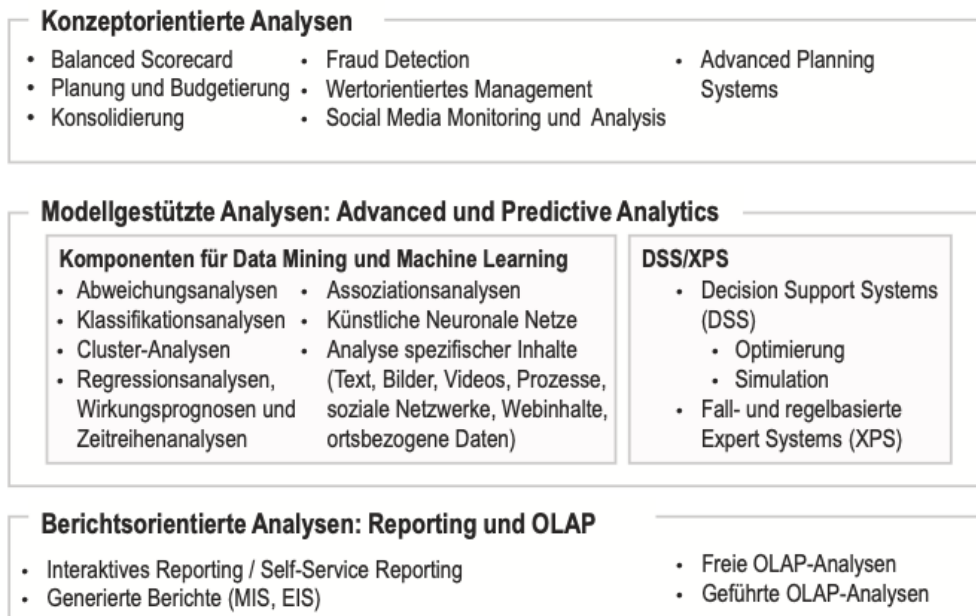 Konzeptorientierte Analysen
• Balanced Scorecard
• Planung und Budgetierung
• Konsolidierung
• Fraud Detection
• Wertorientiertes Management
• Social Media Monitoring und Analysis
• Advanced Planning
Systems
Modellgestützte Analysen: Advanced und Predictive Analytics
Komponenten für Data Mining und Machine Learning
• Abweichungsanalysen
• Klassifikationsanalysen
• Cluster-Analysen
• Regressionsanalysen,
Wirkungsprognosen und
Zeitreihenanalysen
• Assoziationsanalysen
• Künstliche Neuronale Netze
• Analyse spezifischer Inhalte
(Text, Bilder, Videos, Prozesse,
soziale Netzwerke, Webinhalte,
ortsbezogene Daten)
DSS/XPS
• Decision Support Systems
(DSS)
• Optimierung
• Simulation
• Fall- und regelbasierte
Expert Systems (XPS)
Berichtsorientierte Analysen: Reporting und OLAP
• Interaktives Reporting / Self-Service Reporting
• Generierte Berichte (MIS, EIS)
• Freie OLAP-Analysen
• Geführte OLAP-Analysen